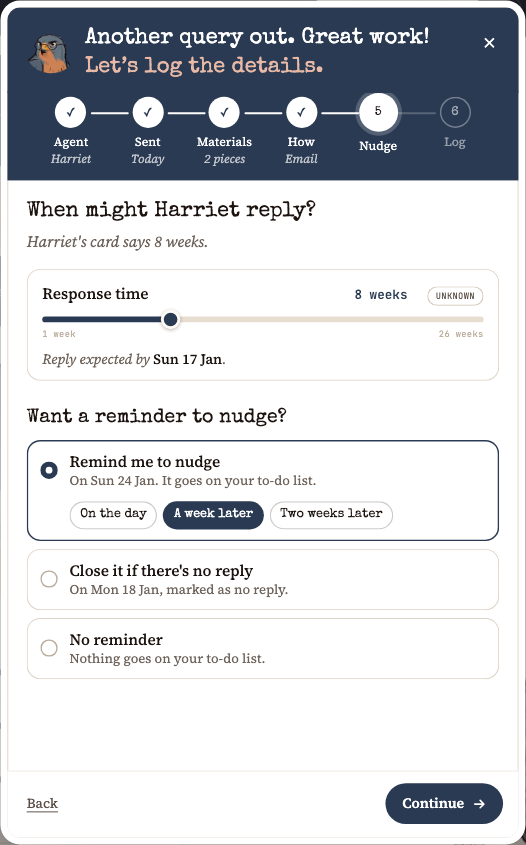 Another query out. Great work!
Let's log the details.
✕
✓ ✓ ✓ ✓ 5 6
Agent Sent Materials How Nudge Log
Harriet Today 2 pieces Email
When might Harriet reply?
Harriet's card says 8 weeks.
Response time 8 weeks UNKNOWN
1 week 26 weeks
Reply expected by Sun 17 Jan.
Want a reminder to nudge?
Remind me to nudge
On Sun 24 Jan. It goes on your to-do list.
On the day A week later Two weeks later
Close it if there's no reply
On Mon 18 Jan, marked as no reply.
No reminder
Nothing goes on your to-do list.
Back Continue →